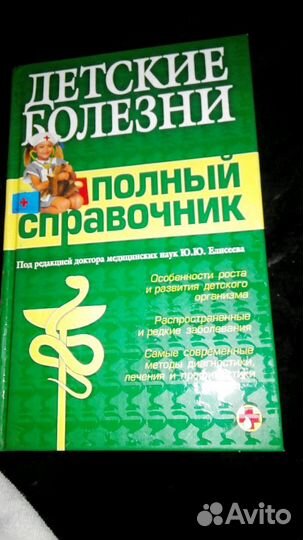 ДЕТСКИЕ
БОЛЕЗНИ
ПОЛНЫЙ
справочник
Под редакцией доктора медицинских наук Ю.Ю. Елисеева
Особенности роста
и развития детского
организма
Распространенные
и редкие заболевания
Самые современные
методы диагностики,
лечения и профилактики
Avito